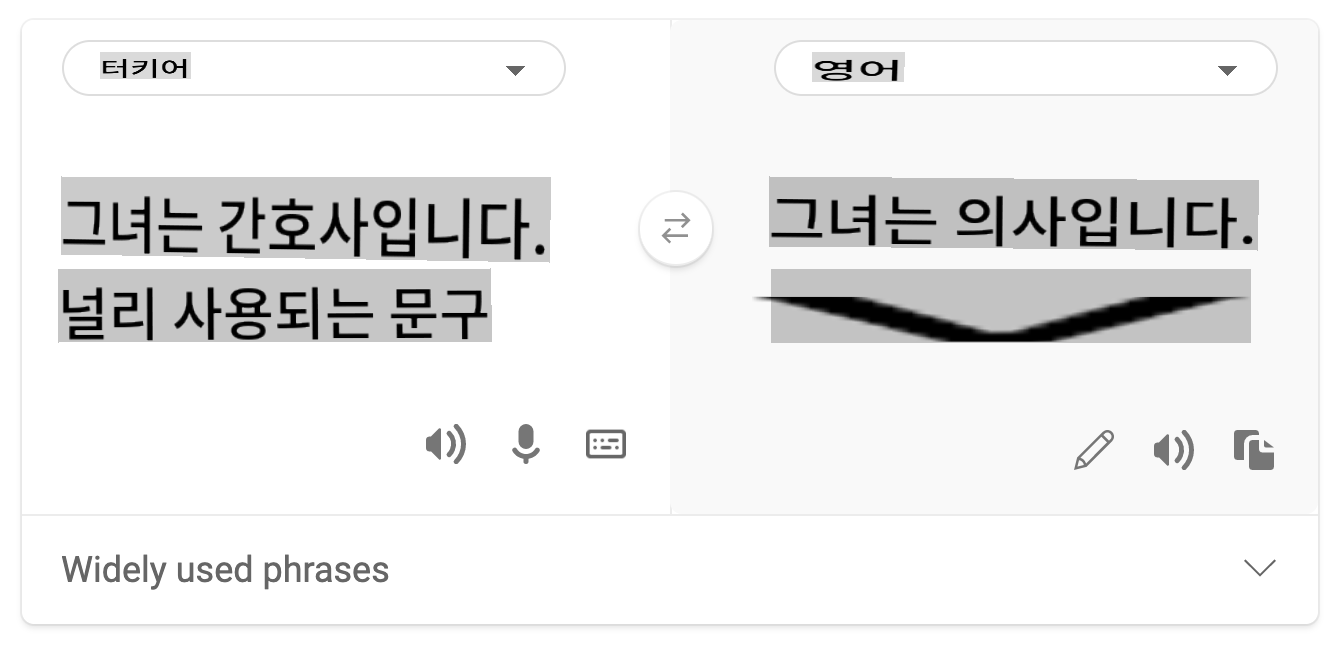 터키어
영어
그녀는 간호사입니다.
널리 사용되는 문구
그녀는 의사입니다.
Widely used phrases